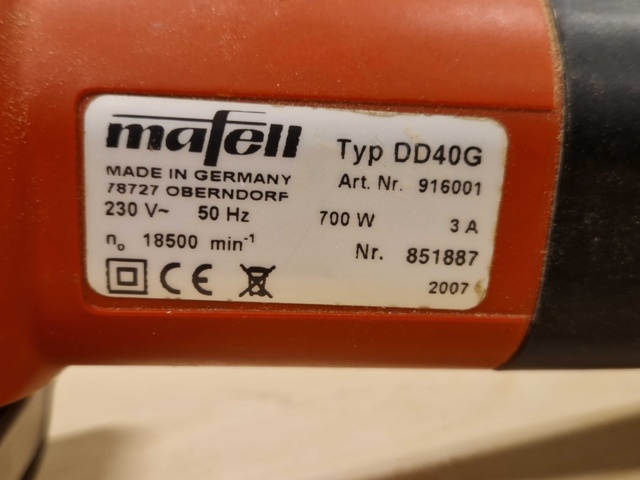 mafell Typ DD40G
MADE IN GERMANY Art. Nr. 916001
78727 OBERNDORF
230 V~ 50 Hz 700 W 3 A
n₀ 18500 min⁻¹ Nr. 851887
CE 2007